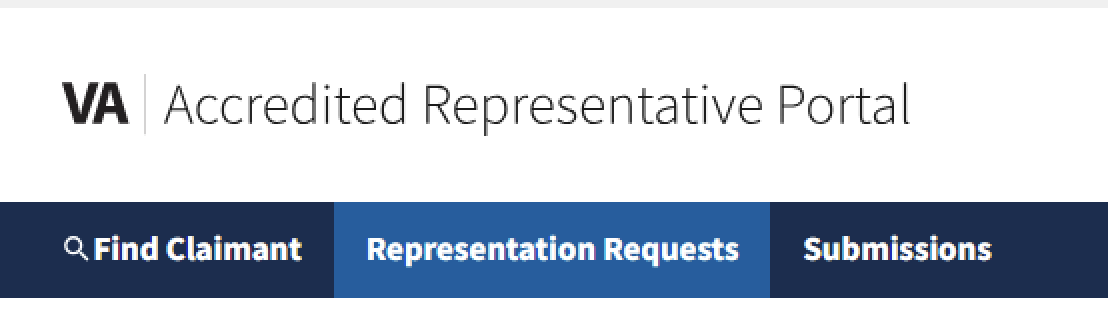 VA | Accredited Representative Portal
Find Claimant Representation Requests Submissions